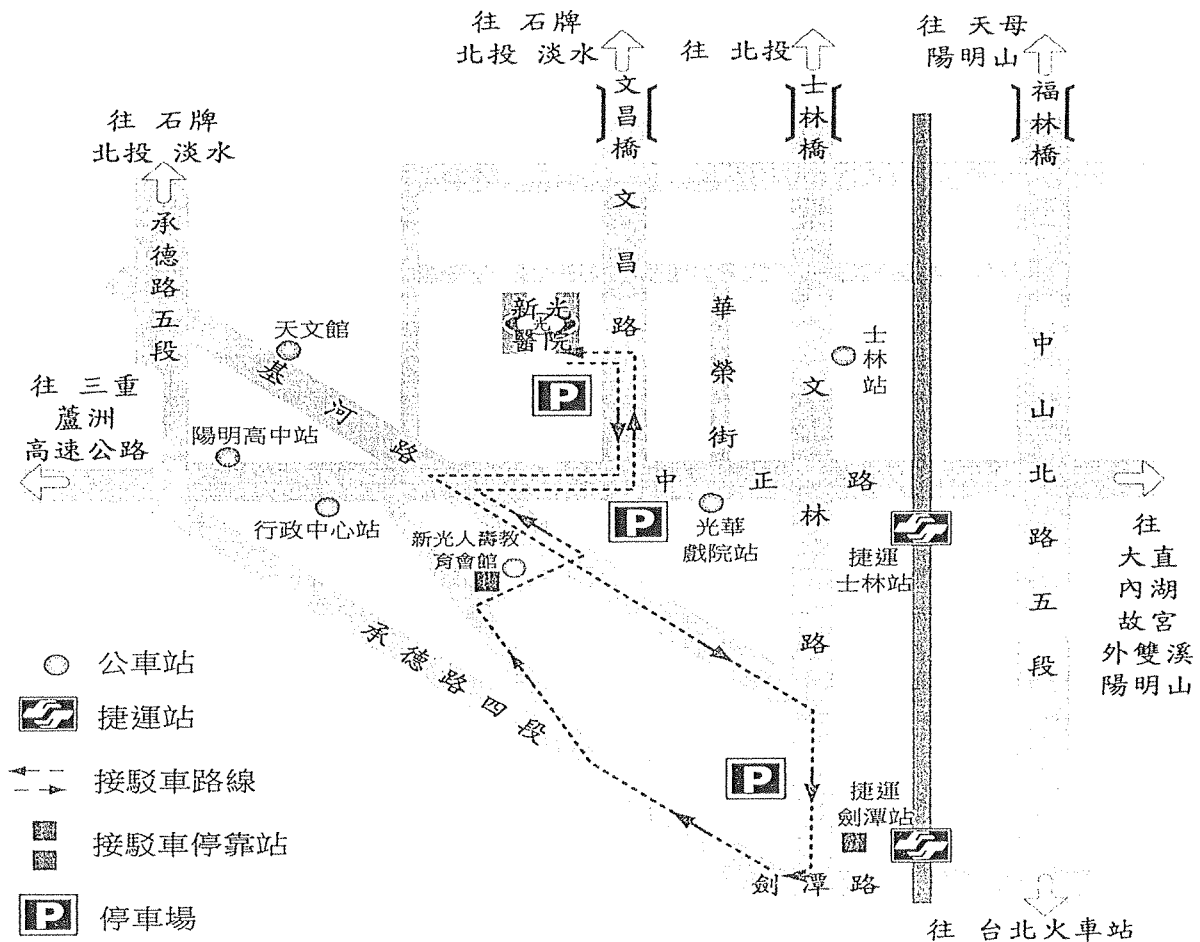 往 石牌
北投 淡水
往 北投
往 天母
陽明山
文昌橋
士林橋
福林橋
往 石牌
北投 淡水
承德路五段
文昌路
華榮街
新光
光
醫院
天文館
基河路
士林站
文林路
中山北路五段
往 三重
蘆洲
高速公路
陽明高中站
行政中心站
中正路
P
P
光華
戲院站
捷運
士林站
往
大直
內湖
故宮
外雙溪
陽明山
新光人壽教
育會館
承德路四段
P
捷運
劍潭站
劍潭路
往 台北火車站
公車站
捷運站
接駁車路線
接駁車停靠站
P 停車場